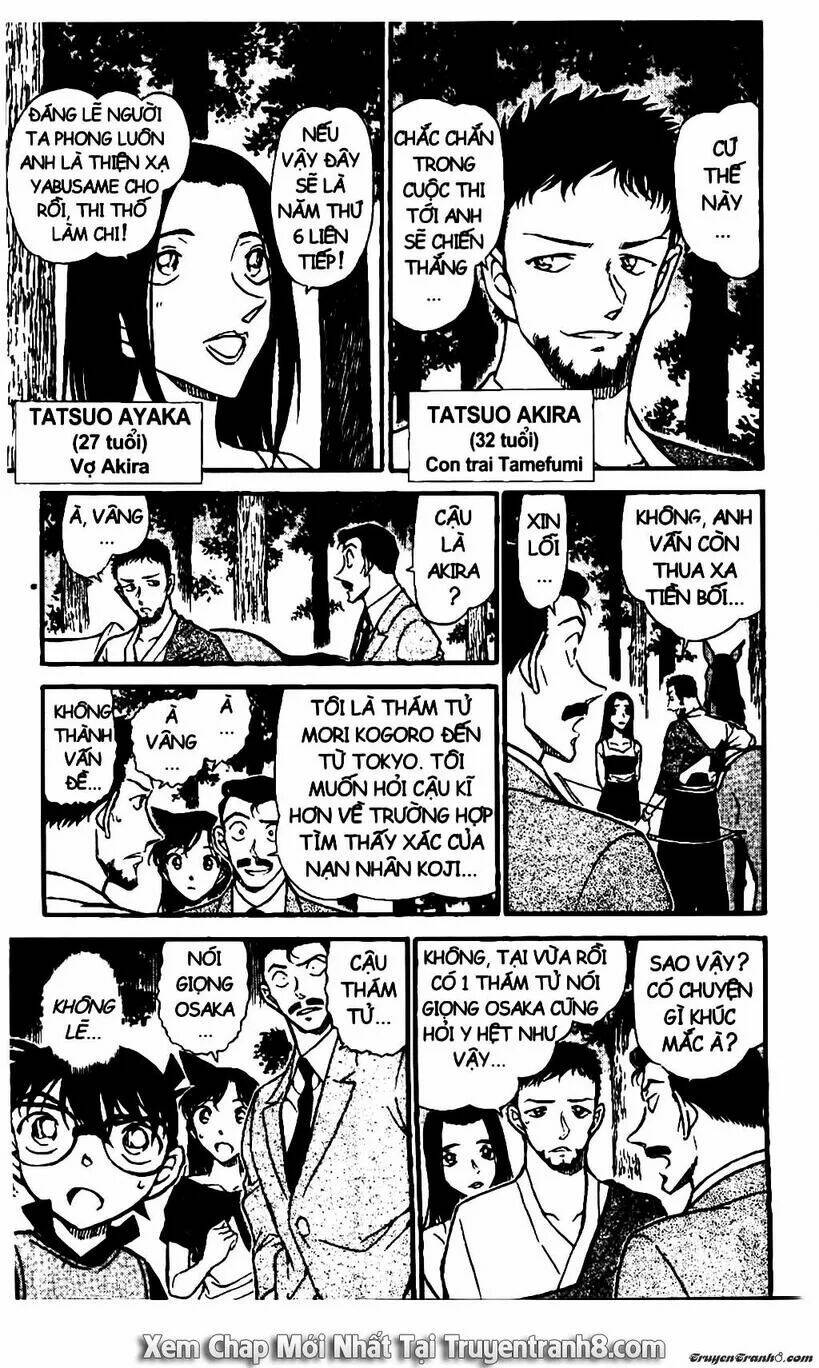 CỨ
THẾ
NÀY
...
CHẮC CHẮN
TRONG
CUỘC THI
TỚI ANH
SẼ CHIẾN
THẮNG
...
TATSUO AKIRA
(32 tuổi)
Con trai Tamefumi
NẾU
VẬY ĐÂY
SẼ LÀ
NĂM THỨ
6 LIÊN
TIẾP!
ĐÁNG LẼ NGƯỜI
TA PHONG LUÔN
ANH LÀ THIỆN XẠ
YABUSAME CHO
RỒI, THI THỐ
LÀM CHI!
TATSUO AYAKA
(27 tuổi)
Vợ Akira
KHÔNG, ANH
VẪN CÒN
THUA XA
TIỀN BỐI...
XIN
LỖI
...
CẬU
LÀ
AKIRA
?
À, VÂNG
...
TÔI LÀ THÁM TỬ
MORI KOGORO ĐẾN
TỪ TOKYO. TÔI
MUỐN HỎI CẬU KĨ
HƠN VỀ TRƯỜNG HỢP
TÌM THẤY XÁC CỦA
NẠN NHÂN KOJI...
À
...
À
VÂNG
...
KHÔNG
THÀNH
VẤN
ĐỀ...
SAO VẬY?
CÓ CHUYỆN
GÌ KHÚC
MẮC À?
KHÔNG, TẠI VỪA RỒI
CÓ 1 THÁM TỬ NÓI
GIỌNG OSAKA CŨNG
HỎI Y HỆT NHƯ
VẬY...
CẬU
THÁM
TỬ...
NÓI
GIỌNG
OSAKA
...
KHÔNG
LẼ...
Xem Chap Mới Nhất Tại Truyentranh8.com
TruyenTranh8.com